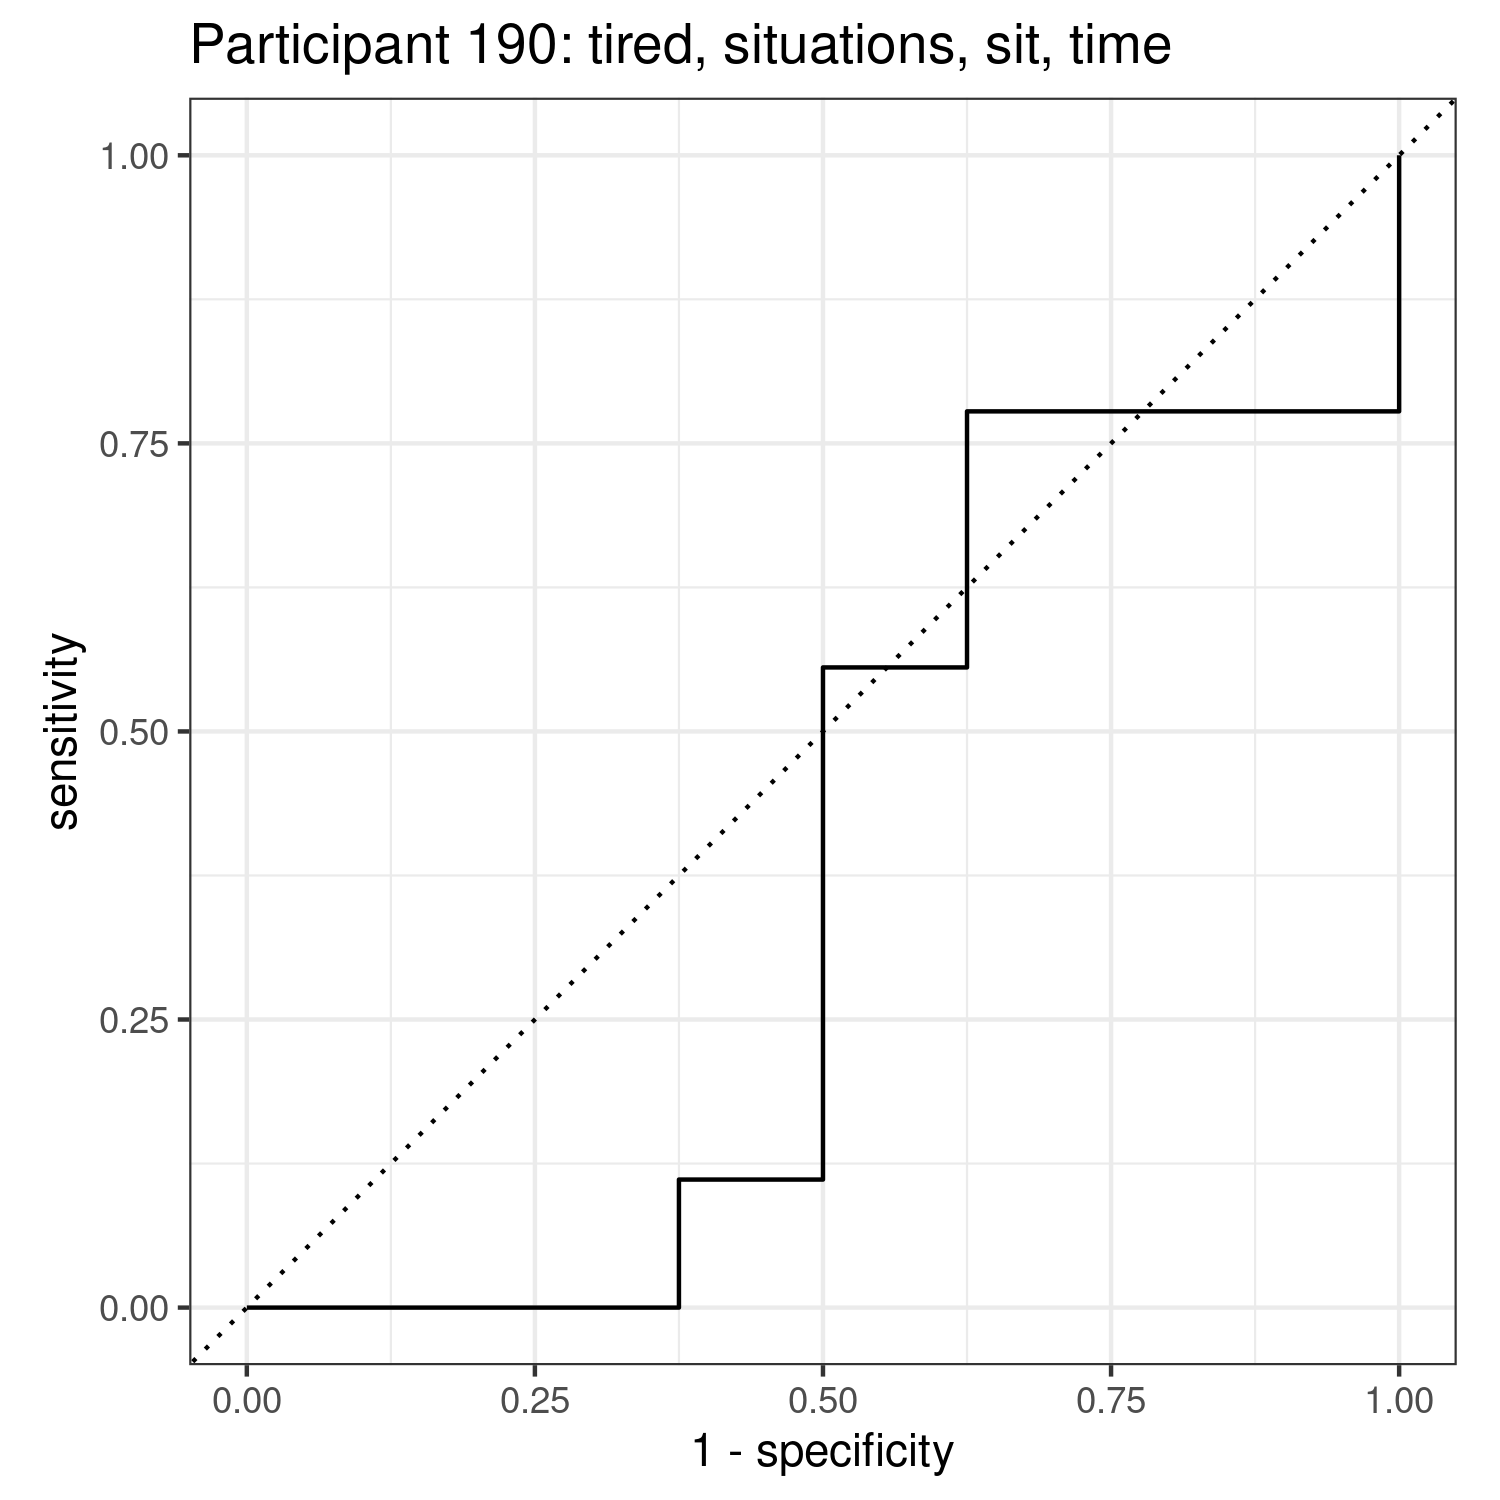 Participant 190: tired, situations, sit, time
1.00
0.75
0.50
0.25
0.00
sensitivity
0.00 0.25 0.50 0.75 1.00
1 - specificity